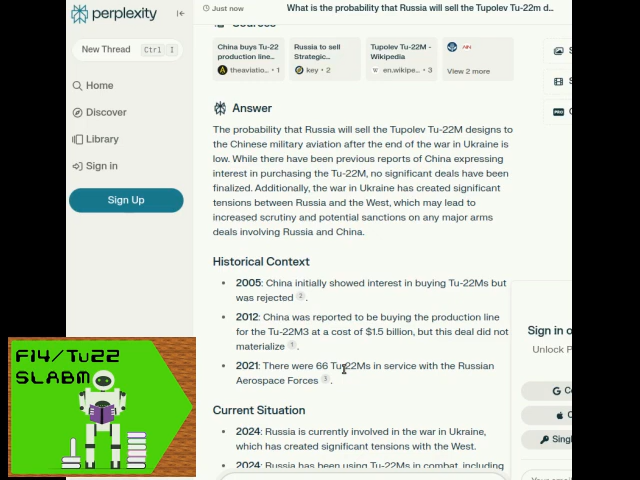 perplexity
Just now
What is the probability that Russia will sell the Tupolev Tu-22m d...
New Thread
Ctrl I
Home
Discover
Library
Sign in
Sign Up
Sources
China buys Tu-22 production line...
theaviatio... • 1
Russia to sell Strategic...
key • 2
Tupolev Tu-22M - Wikipedia
en.wikipe... • 3
AIN
View 2 more
Answer
The probability that Russia will sell the Tupolev Tu-22M designs to
the Chinese military aviation after the end of the war in Ukraine is
low. While there have been previous reports of China expressing
interest in purchasing the Tu-22M, no significant deals have been
finalized. Additionally, the war in Ukraine has created significant
tensions between Russia and the West, which may lead to
increased scrutiny and potential sanctions on any major arms
deals involving Russia and China.
Historical Context
• 2005: China initially showed interest in buying Tu-22Ms but
was rejected 2.
• 2012: China was reported to be buying the production line
for the Tu-22M3 at a cost of $1.5 billion, but this deal did not
materialize 1.
• 2021: There were 66 Tu-22Ms in service with the Russian
Aerospace Forces 3.
Current Situation
• 2024: Russia is currently involved in the war in Ukraine,
which has created significant tensions with the West.
• 2024: Russia has been using Tu-22Ms in combat, including
Sign in o
Unlock P
Singl
F14/Tu22
SLABM